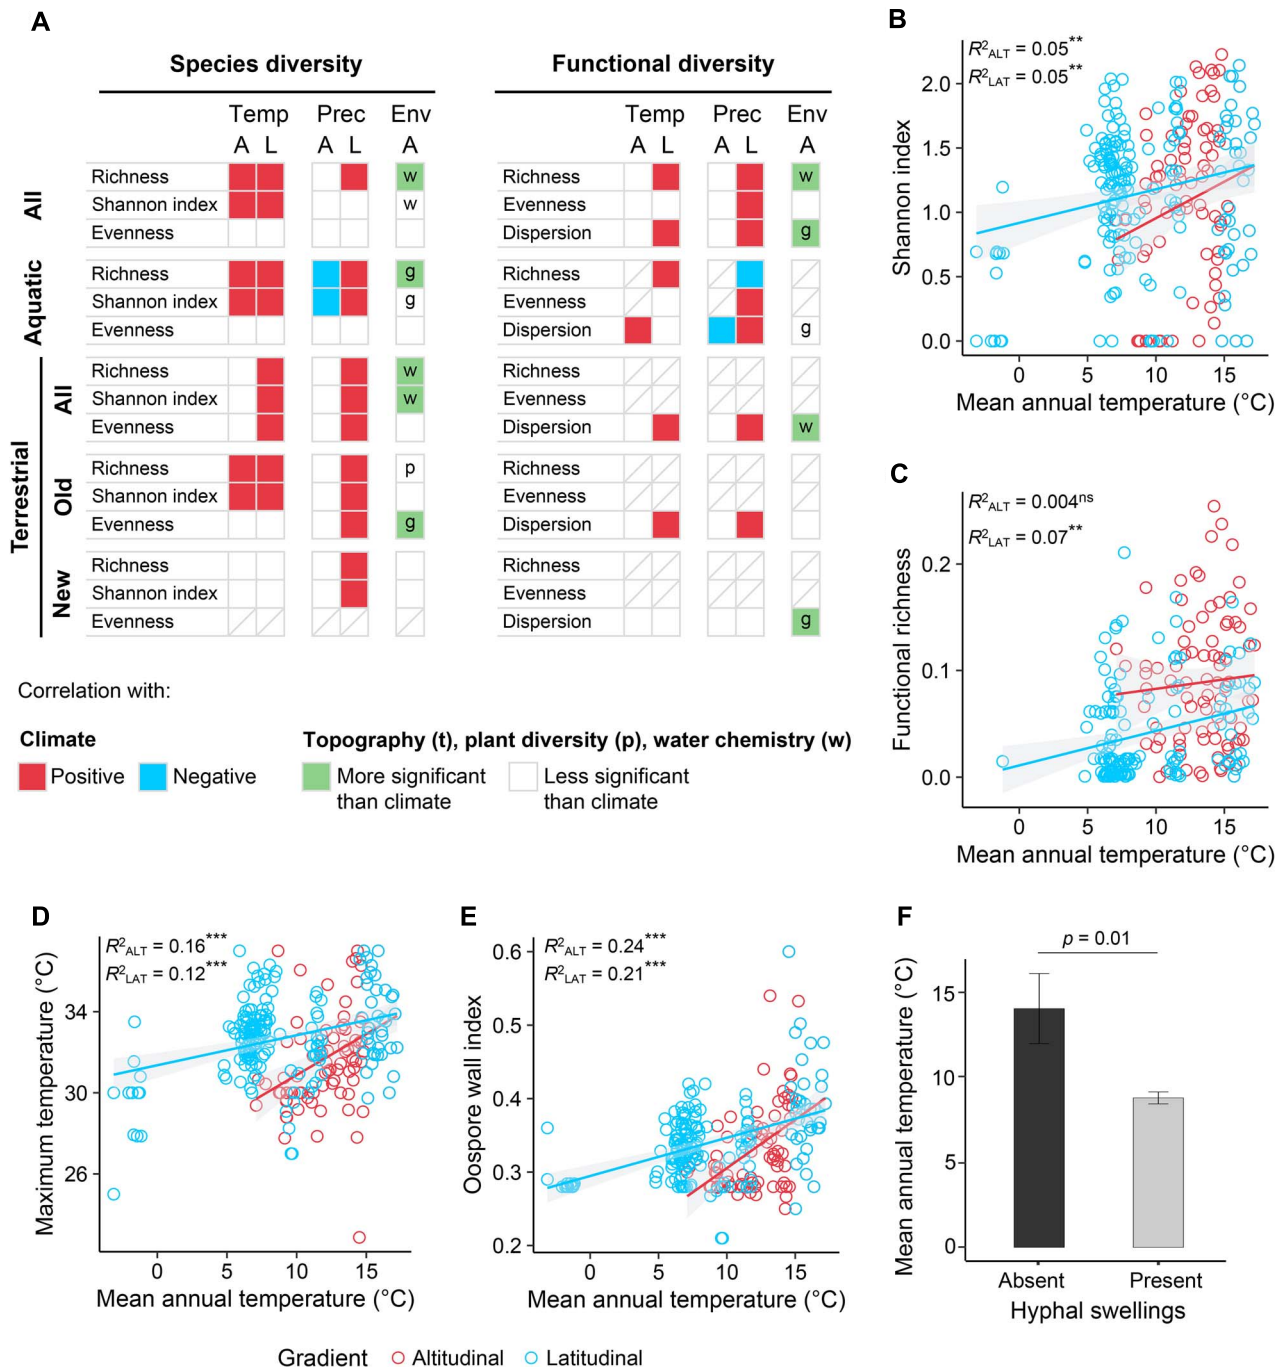 A
Species diversity
Functional diversity
Temp Prec Env
A L A L A
Temp Prec Env
A L A L A
All
Richness w
Shannon index w
Evenness
Richness w
Evenness
Dispersion g
Aquatic
Richness g
Shannon index g
Evenness
Richness
Evenness
Dispersion g
Terrestrial
All
Richness w
Shannon index w
Evenness
Richness
Evenness
Dispersion w
Old
Richness p
Shannon index
Evenness g
Richness
Evenness
Dispersion
New
Richness
Shannon index
Evenness
Richness
Evenness
Dispersion g
Correlation with:
Climate
Positive Negative
Topography (t), plant diversity (p), water chemistry (w)
More significant
than climate
Less significant
than climate
B
R²ALT = 0.05**
R²LAT = 0.05**
Shannon index
2.0
1.5
1.0
0.5
0.0
0 5 10 15
Mean annual temperature (°C)
C
R²ALT = 0.004ns
R²LAT = 0.07**
Functional richness
0.2
0.1
0.0
0 5 10 15
Mean annual temperature (°C)
D
R²ALT = 0.16***
R²LAT = 0.12***
Maximum temperature (°C)
34
30
26
0 5 10 15
Mean annual temperature (°C)
E
R²ALT = 0.24***
R²LAT = 0.21***
Oospore wall index
0.6
0.5
0.4
0.3
0.2
0 5 10 15
Mean annual temperature (°C)
F
p = 0.01
Mean annual temperature (°C)
15
10
5
0
Absent Present
Hyphal swellings
Gradient Altitudinal Latitudinal